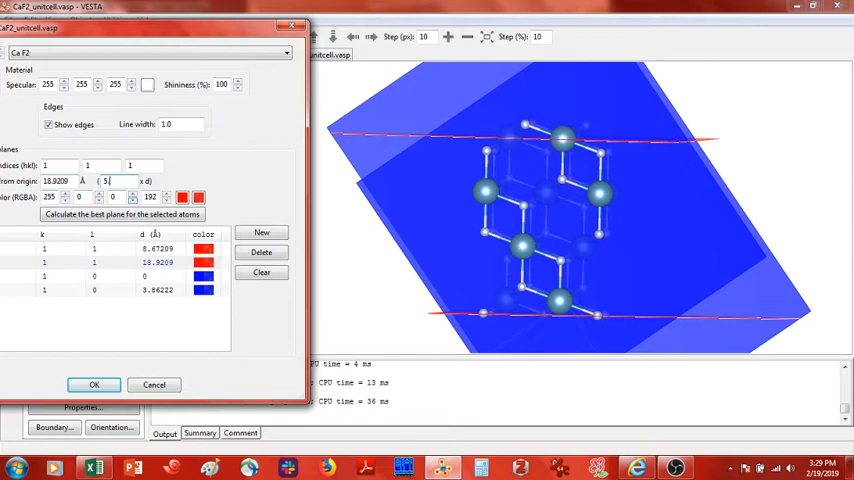 CaF2_unitcell.vasp - VESTA
CaF2_unitcell.vasp
Step (px): 10
Step (%): 10
unitcell.vasp
Ca F2
Material
Specular: 255 255 255 Shininess (%): 100
Edges
Show edges Line width: 1.0
planes
ndices (hkl): 1 1 1
from origin: 18.9209 Å ( 5. x d)
olor (RGBA): 255 0 0 192
Calculate the best plane for the selected atoms
k l d (Å) color
1 1 8.67209
1 1 18.9209
1 0 0
1 0 3.86222
New
Delete
Clear
OK
Cancel
Properties...
Boundary...
Orientation...
CPU time = 4 ms
; CPU time = 13 ms
; CPU time = 36 ms
Output
Summary
Comment
3:29 PM
2/19/2019